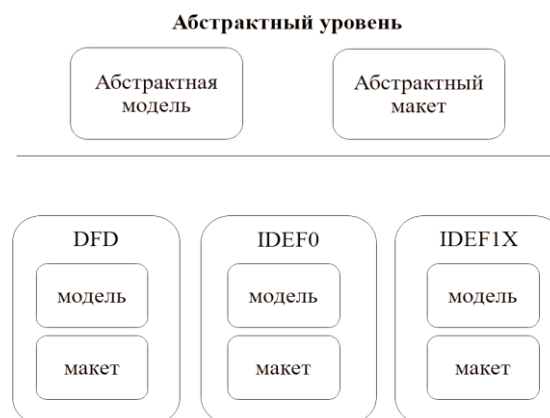 Абстрактный уровень
Абстрактная
модель
Абстрактный
макет
DFD
IDEF0
IDEF1X
модель
модель
модель
макет
макет
макет